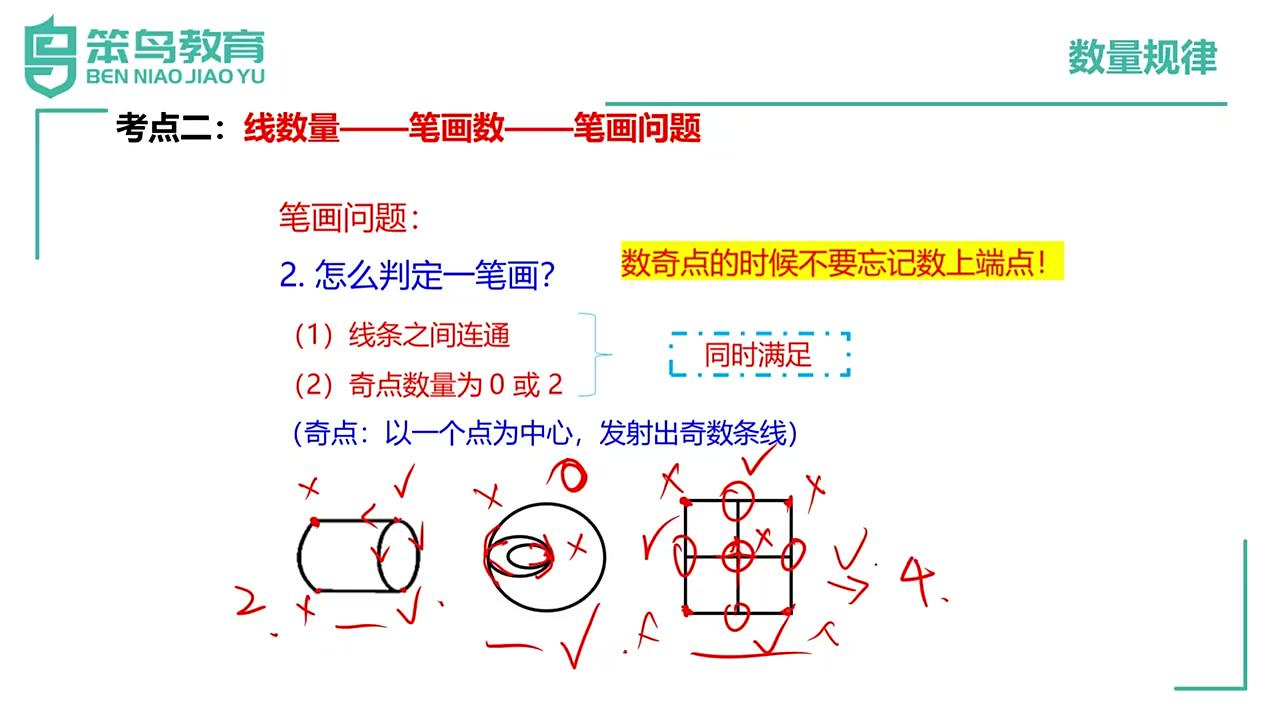 笨鸟教育
BEN NIAO JIAO YU
数量规律
考点二：线数量——笔画数——笔画问题
笔画问题：
2. 怎么判定一笔画？
数奇点的时候不要忘记数上端点！
（1）线条之间连通
（2）奇点数量为 0 或 2
同时满足
（奇点：以一个点为中心，发射出奇数条线）
0
2
4